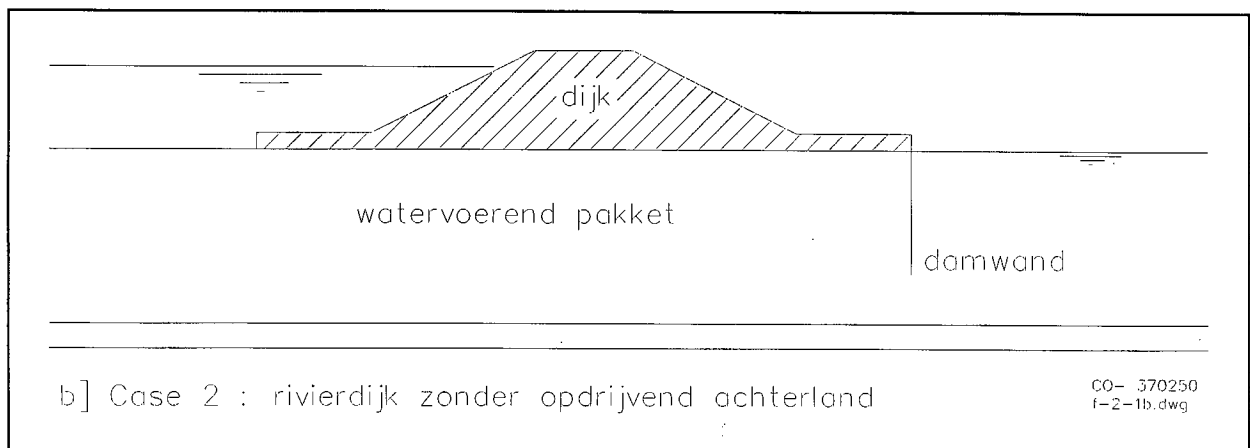 dijk
watervoerend pakket
damwand
b] Case 2 : rivierdijk zonder opdrijvend achterland
CO- 370250
f-2-1b.dwg